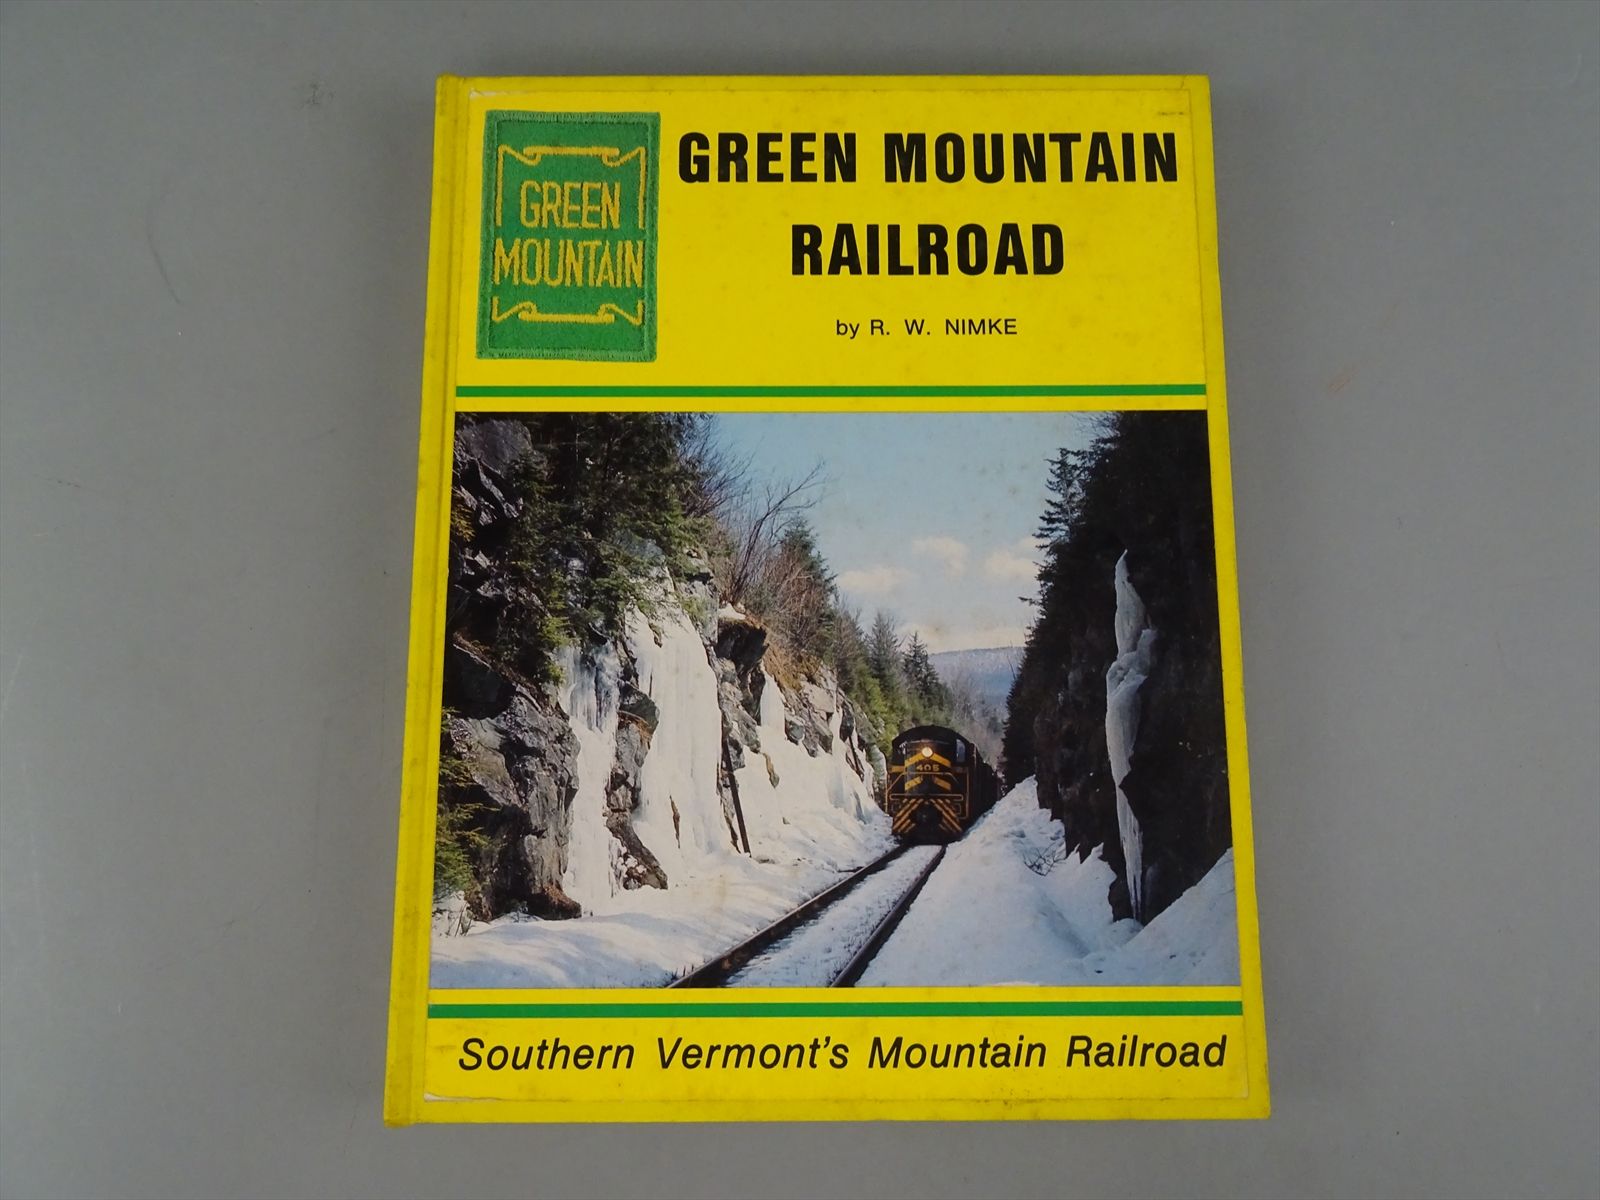 GREEN
MOUNTAIN
GREEN MOUNTAIN
RAILROAD
by R. W. NIMKE
405
Southern Vermont's Mountain Railroad